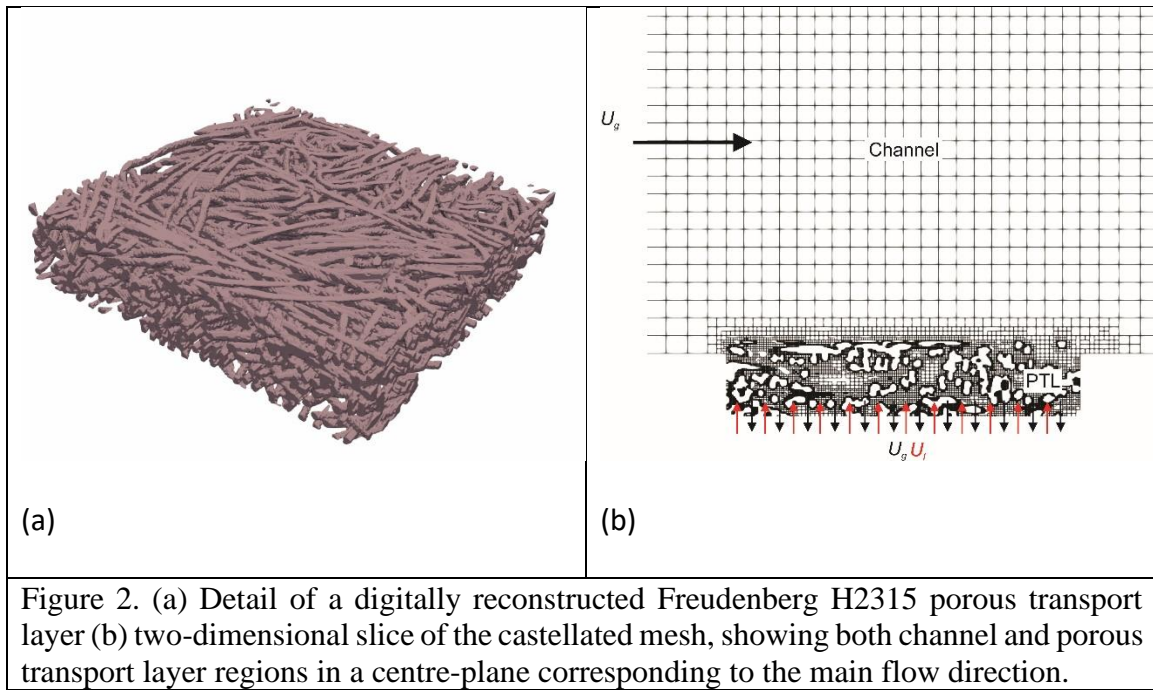 (a)
U_g
Channel
PTL
U_g U_l
(b)
Figure 2. (a) Detail of a digitally reconstructed Freudenberg H2315 porous transport
layer (b) two-dimensional slice of the castellated mesh, showing both channel and porous
transport layer regions in a centre-plane corresponding to the main flow direction.